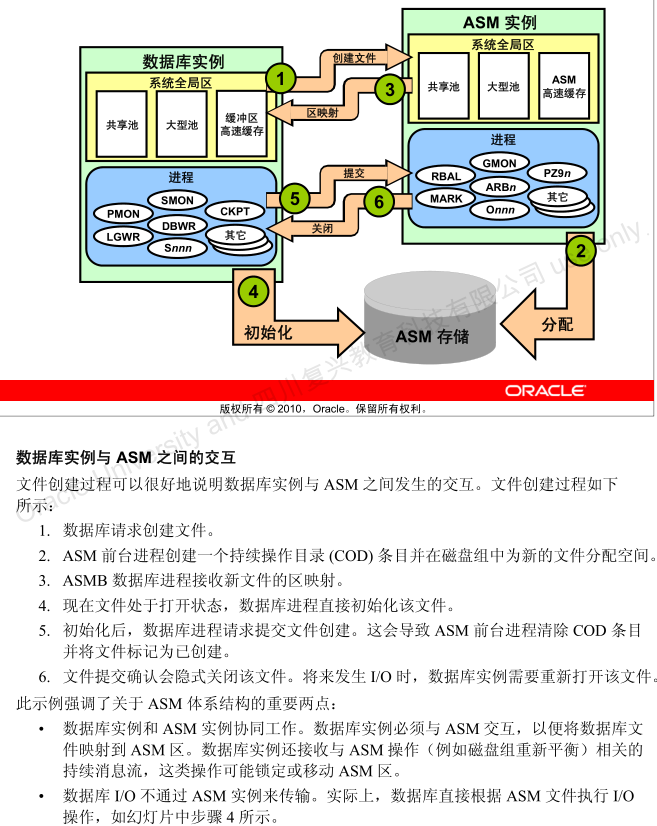 ASM 实例
系统全局区
共享池
大型池
ASM
高速缓存
进程
RBAL
GMON
PZ9n
MARK
ARBn
其它
Onnn
数据库实例
系统全局区
共享池
大型池
缓冲区
高速缓存
进程
PMON
SMON
CKPT
LGWR
DBWR
其它
Snnn
1
创建文件
3
区映射
5
提交
6
关闭
2
4
初始化
ASM 存储
分配
ORACLE
版权所有 © 2010，Oracle。保留所有权利。
数据库实例与 ASM 之间的交互
文件创建过程可以很好地说明数据库实例与 ASM 之间发生的交互。文件创建过程如下
所示：
1. 数据库请求创建文件。
2. ASM 前台进程创建一个持续操作目录 (COD) 条目并在磁盘组中为新的文件分配空间。
3. ASMB 数据库进程接收新文件的区映射。
4. 现在文件处于打开状态，数据库进程直接初始化该文件。
5. 初始化后，数据库进程请求提交文件创建。这会导致 ASM 前台进程清除 COD 条目
并将文件标记为已创建。
6. 文件提交确认会隐式关闭该文件。将来发生 I/O 时，数据库实例需要重新打开该文件。
此示例强调了关于 ASM 体系结构的重要两点：
• 数据库实例和 ASM 实例协同工作。数据库实例必须与 ASM 交互，以便将数据库文
件映射到 ASM 区。数据库实例还接收与 ASM 操作（例如磁盘组重新平衡）相关的
持续消息流，这类操作可能锁定或移动 ASM 区。
• 数据库 I/O 不通过 ASM 实例来传输。实际上，数据库直接根据 ASM 文件执行 I/O
操作，如幻灯片中步骤 4 所示。
Oracle University and 四川复兴教育科技有限公司 use only.